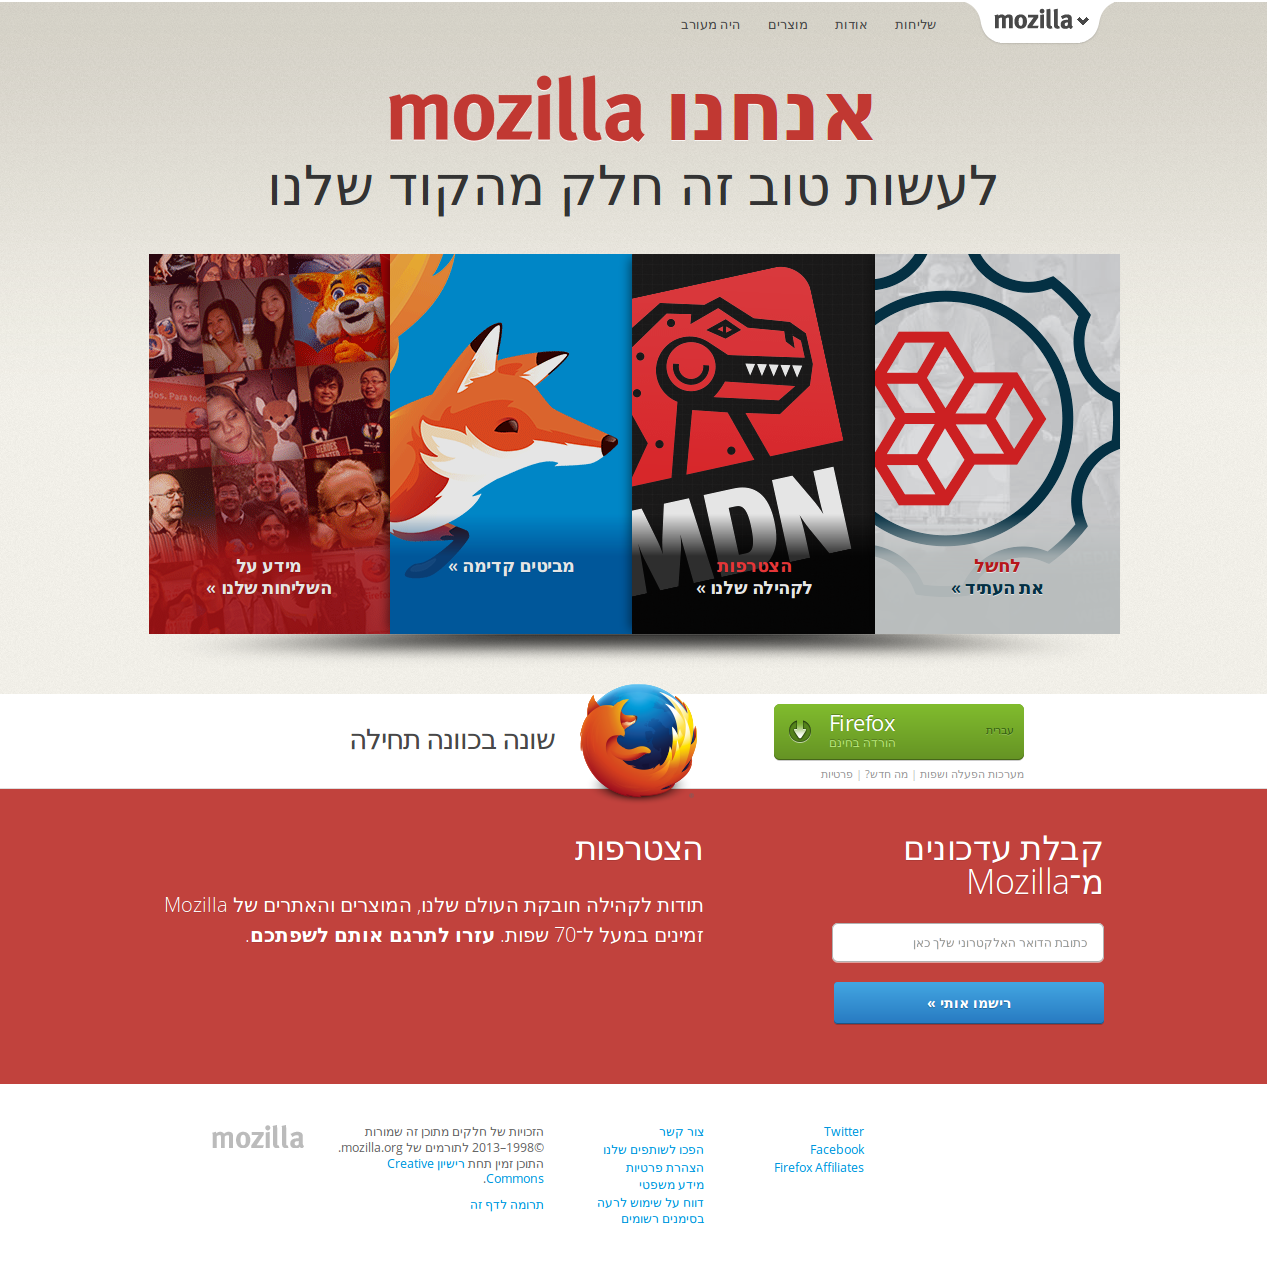 mozilla
שליחות
אודות
מוצרים
היה מעורב
אנחנו mozilla
לעשות טוב זה חלק מהקוד שלנו
לחשל
את העתיד »
MDN
הצטרפות
לקהילה שלנו »
מביטים קדימה »
dos. Para todo
HEROES
מידע על
השליחות שלנו »
עברית
Firefox
הורדה בחינם
מערכות הפעלה ושפות | מה חדש? | פרטיות
שונה בכוונה תחילה
קבלת עדכונים
מ־Mozilla
כתובת הדואר האלקטרוני שלך כאן
רישמו אותי »
הצטרפות
תודות לקהילה חובקת העולם שלנו, המוצרים והאתרים של Mozilla
זמינים במעל ל־70 שפות. עזרו לתרגם אותם לשפתכם.
Twitter
Facebook
Firefox Affiliates
צור קשר
הפכו לשותפים שלנו
הצהרת פרטיות
מידע משפטי
דווח על שימוש לרעה
בסימנים רשומים
הזכויות של חלקים מתוכן זה שמורות
©1998–2013 לתורמים של mozilla.org.
התוכן זמין תחת רישיון Creative
Commons.
תרומה לדף זה
mozilla